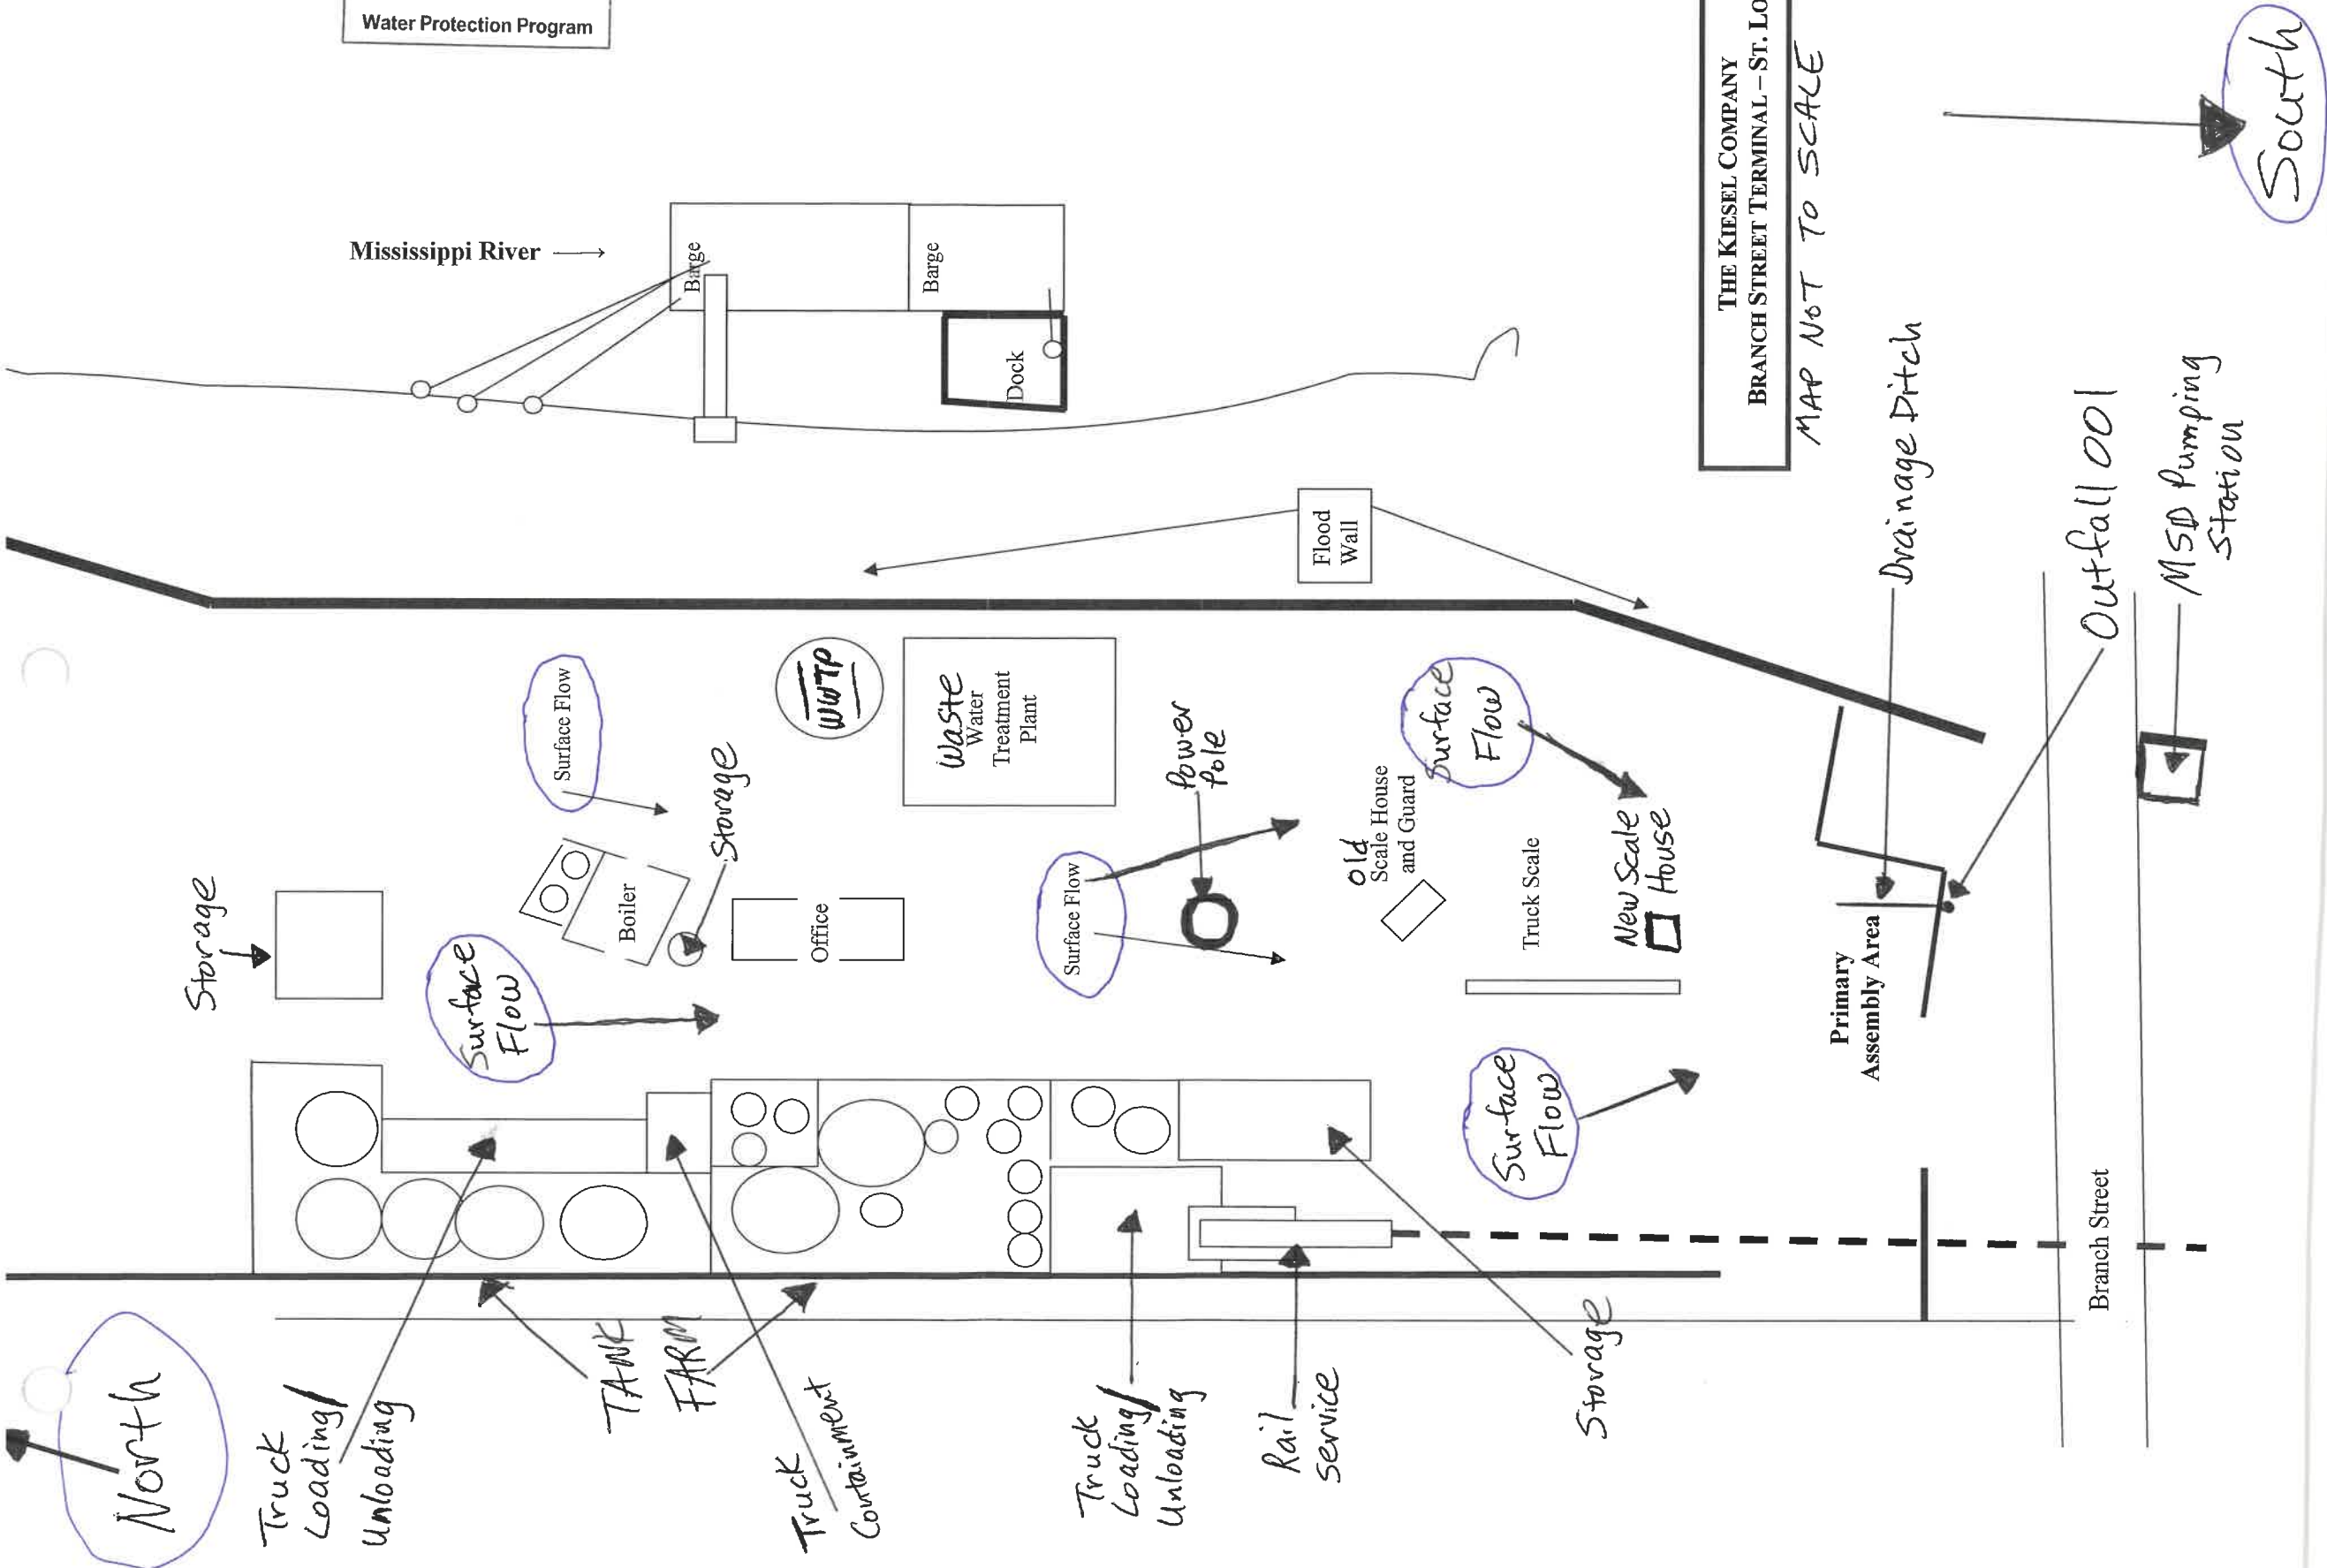 Water Protection Program
Mississippi River
Barge
Barge
Dock
THE KIESEL COMPANY
BRANCH STREET TERMINAL – ST. LO
MAP NOT TO SCALE
South
Flood
Wall
Drainage Ditch
Outfall 001
MSD Pumping
Station
Surface Flow
WWTP
Waste
Water
Treatment
Plant
Power
Pole
Surface
Flow
Storage
Storage
Boiler
Office
Surface Flow
Old
Scale House
and Guard
Truck Scale
New Scale
House
Surface
Flow
Primary
Assembly Area
Surface
Flow
Branch Street
North
Truck
Loading/
Unloading
TANK
FARM
Truck
Containment
Truck
Loading/
Unloading
Rail
Service
Storage